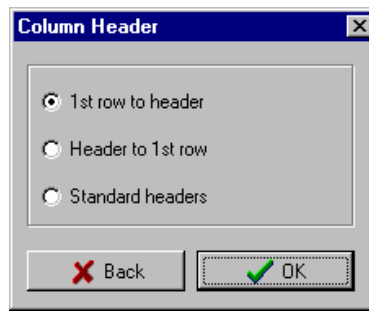 Column Header
1st row to header
Header to 1st row
Standard headers
Back
OK